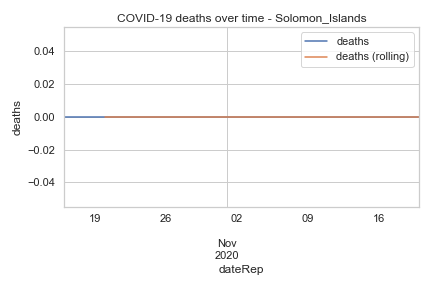 COVID-19 deaths over time - Solomon_Islands
deaths
deaths (rolling)
0.04
0.02
0.00
−0.02
−0.04
deaths
19 26 02 09 16
Nov
2020
dateRep